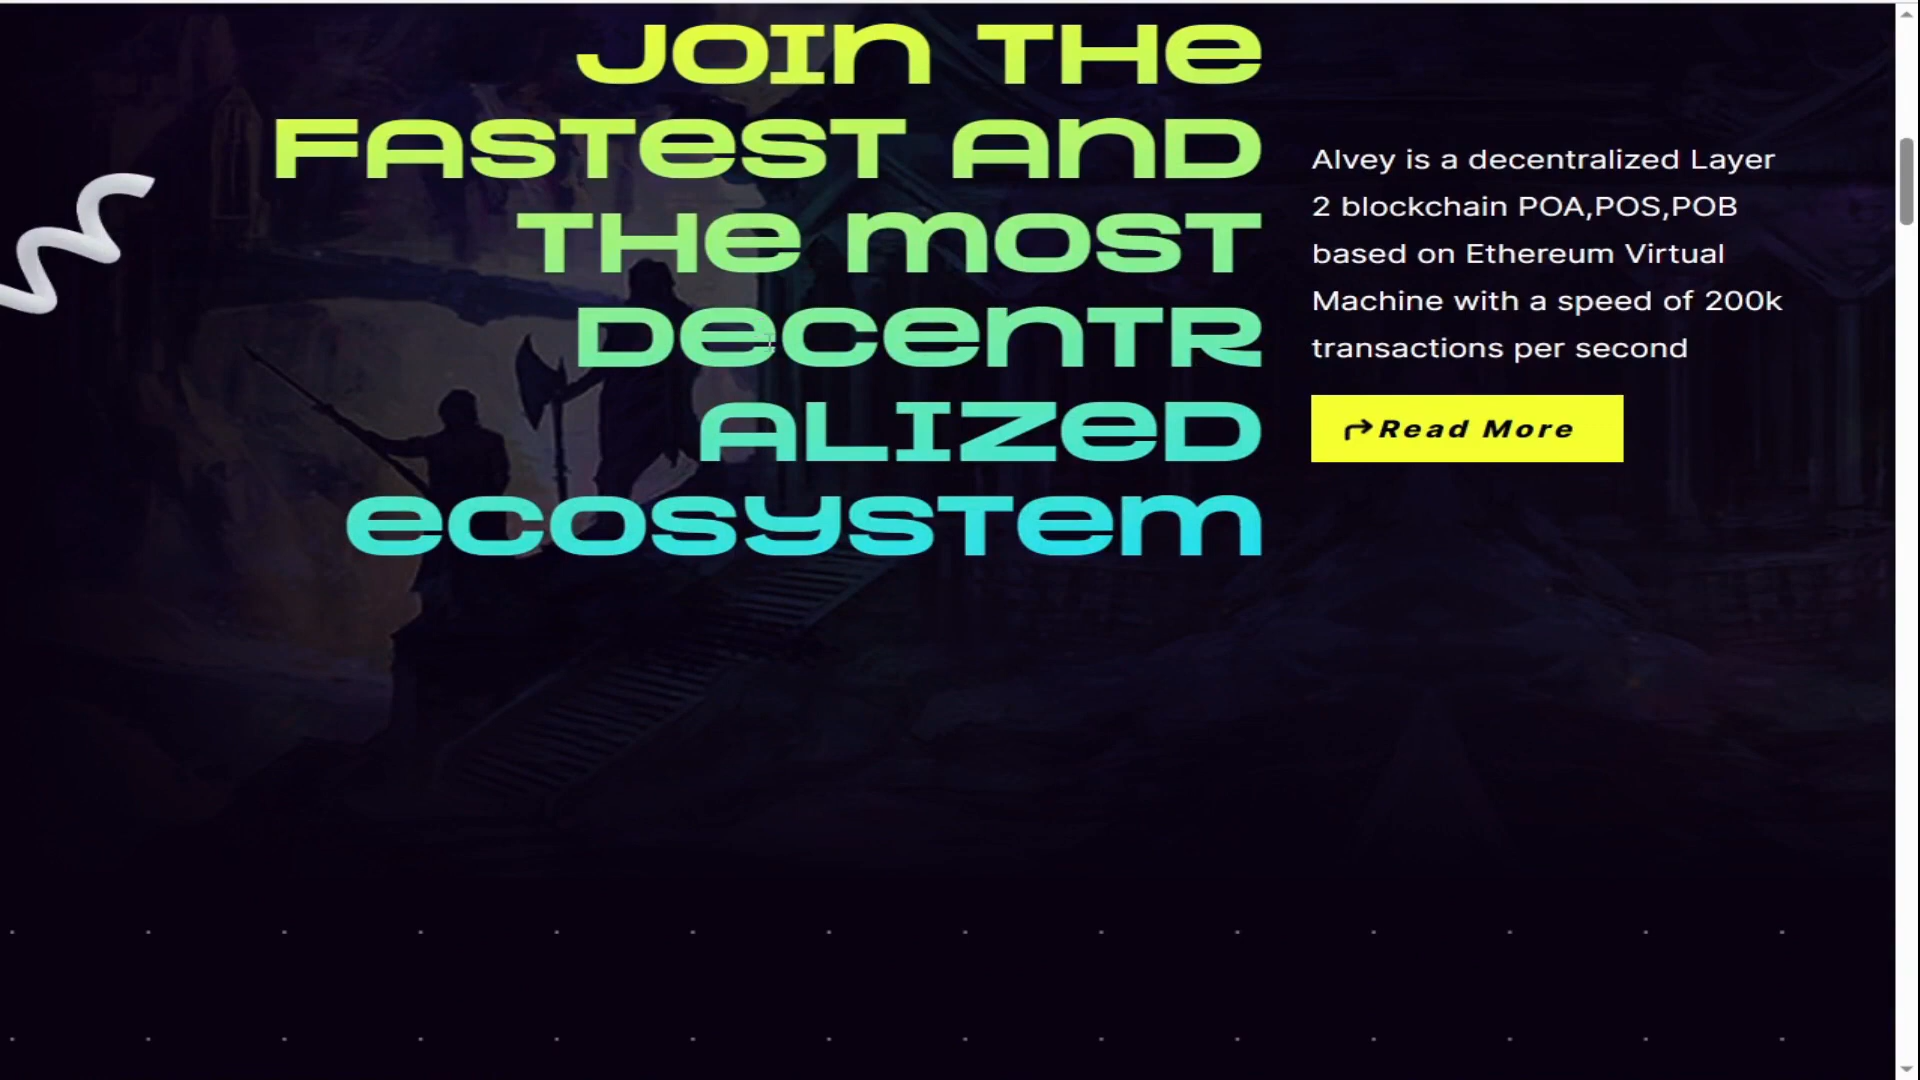 JOIN THE
FASTEST AND
THE MOST
DECENTR
ALIZED
ECOSYSTEM
Alvey is a decentralized Layer
2 blockchain POA,POS,POB
based on Ethereum Virtual
Machine with a speed of 200k
transactions per second
Read More